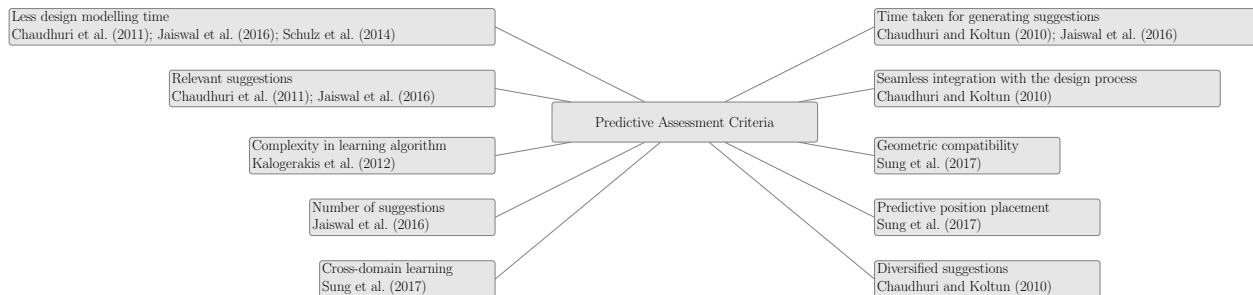 Less design modelling time
Chaudhuri et al. (2011); Jaiswal et al. (2016); Schulz et al. (2014)
Relevant suggestions
Chaudhuri et al. (2011); Jaiswal et al. (2016)
Complexity in learning algorithm
Kalogerakis et al. (2012)
Number of suggestions
Jaiswal et al. (2016)
Cross-domain learning
Sung et al. (2017)
Predictive Assessment Criteria
Time taken for generating suggestions
Chaudhuri and Koltun (2010); Jaiswal et al. 2016)
Seamless integration with the design process
Chaudhuri and Koltun (2010)
Geometric compatibility
Sung et al. (2017)
Predictive position placement
Sung et al. (2017)
Diversified suggestions
Chaudhuri and Koltun (2010)